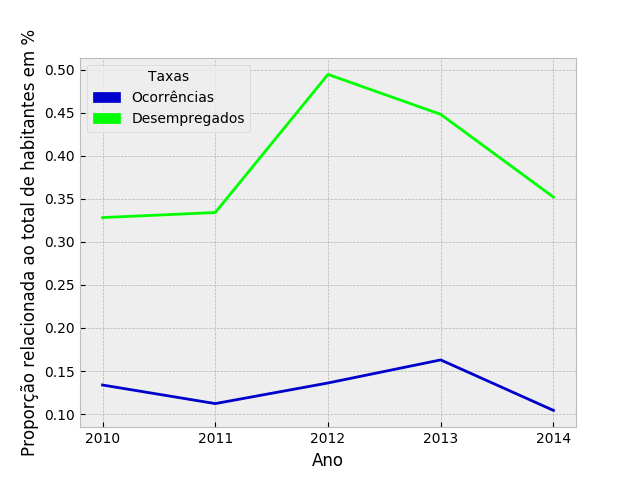 Proporção relacionada ao total de habitantes em %
0.50
0.45
0.40
0.35
0.30
0.25
0.20
0.15
0.10
Taxas
Ocorrências
Desempregados
2010 2011 2012 2013 2014
Ano